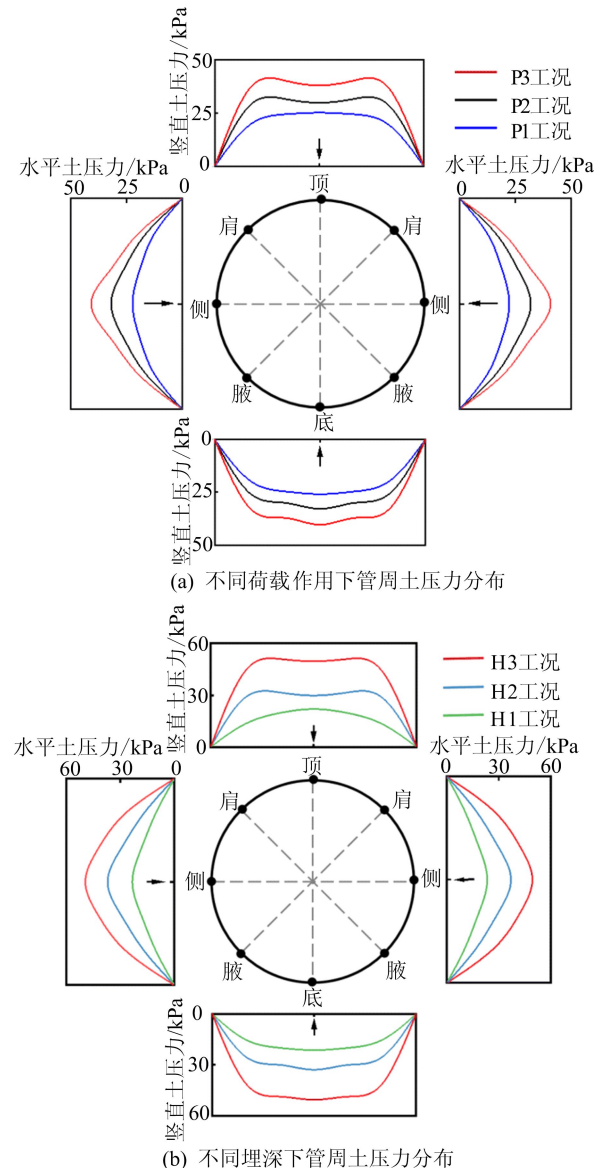 竖直土压力/kPa
50
25
0
P3工况
P2工况
P1工况
水平土压力/kPa
50 25 0
水平土压力/kPa
0 25 50
顶
肩 肩
侧 侧
腋 腋
底
竖直土压力/kPa
0
25
50
(a) 不同荷载作用下管周土压力分布
竖直土压力/kPa
60
30
0
H3工况
H2工况
H1工况
水平土压力/kPa
60 30 0
水平土压力/kPa
0 30 60
顶
肩 肩
侧 侧
腋 腋
底
竖直土压力/kPa
0
30
60
(b) 不同埋深下管周土压力分布